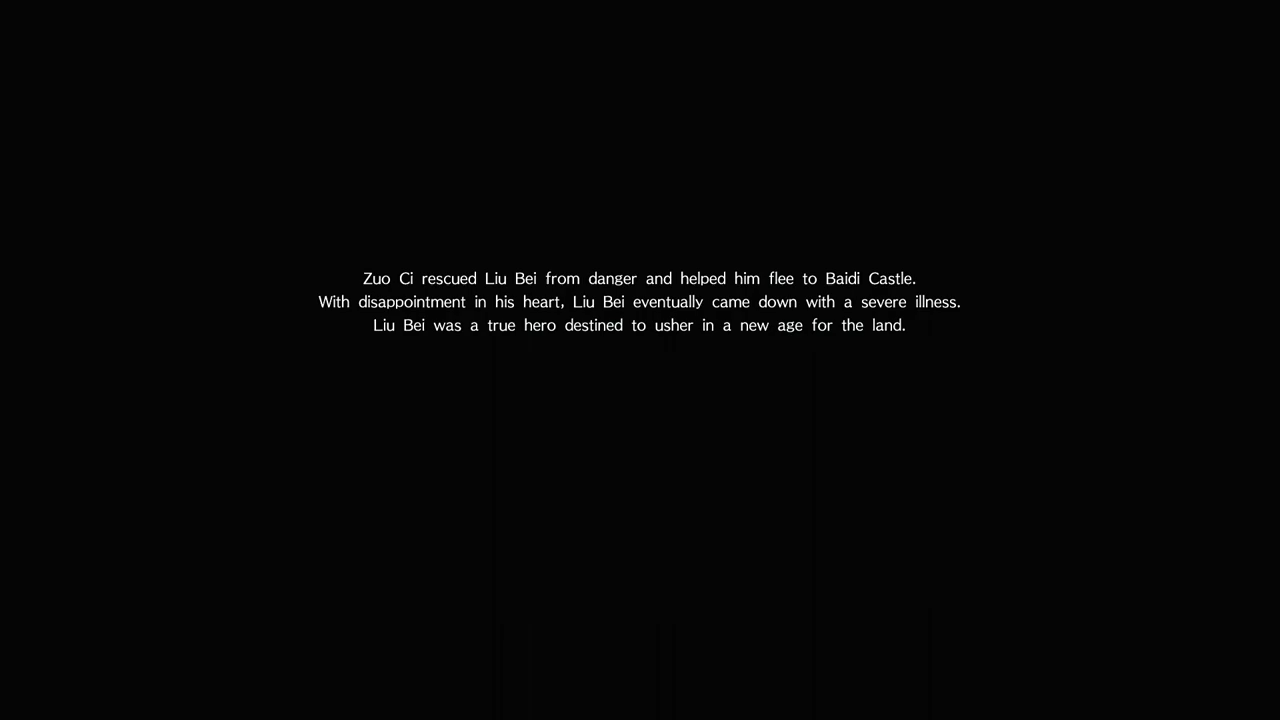 Zuo Ci rescued Liu Bei from danger and helped him flee to Baidi Castle.
With disappointment in his heart, Liu Bei eventually came down with a severe illness.
Liu Bei was a true hero destined to usher in a new age for the land.